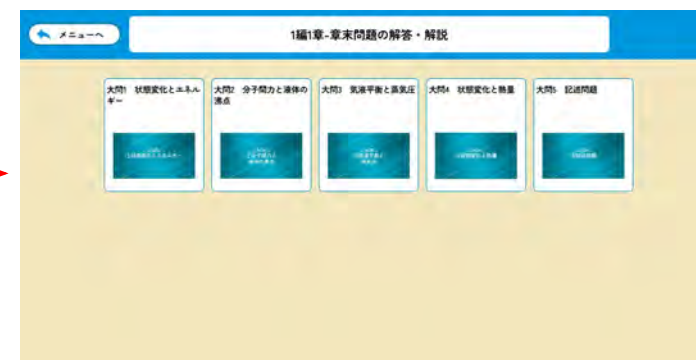 メニューへ
1編1章-章末問題の解答・解説
大問1 状態変化とエネル
ギー
大問2 分子間力と液体の
沸点
大問3 気液平衡と蒸気圧
大問4 状態変化と熱量
大問5 記述問題